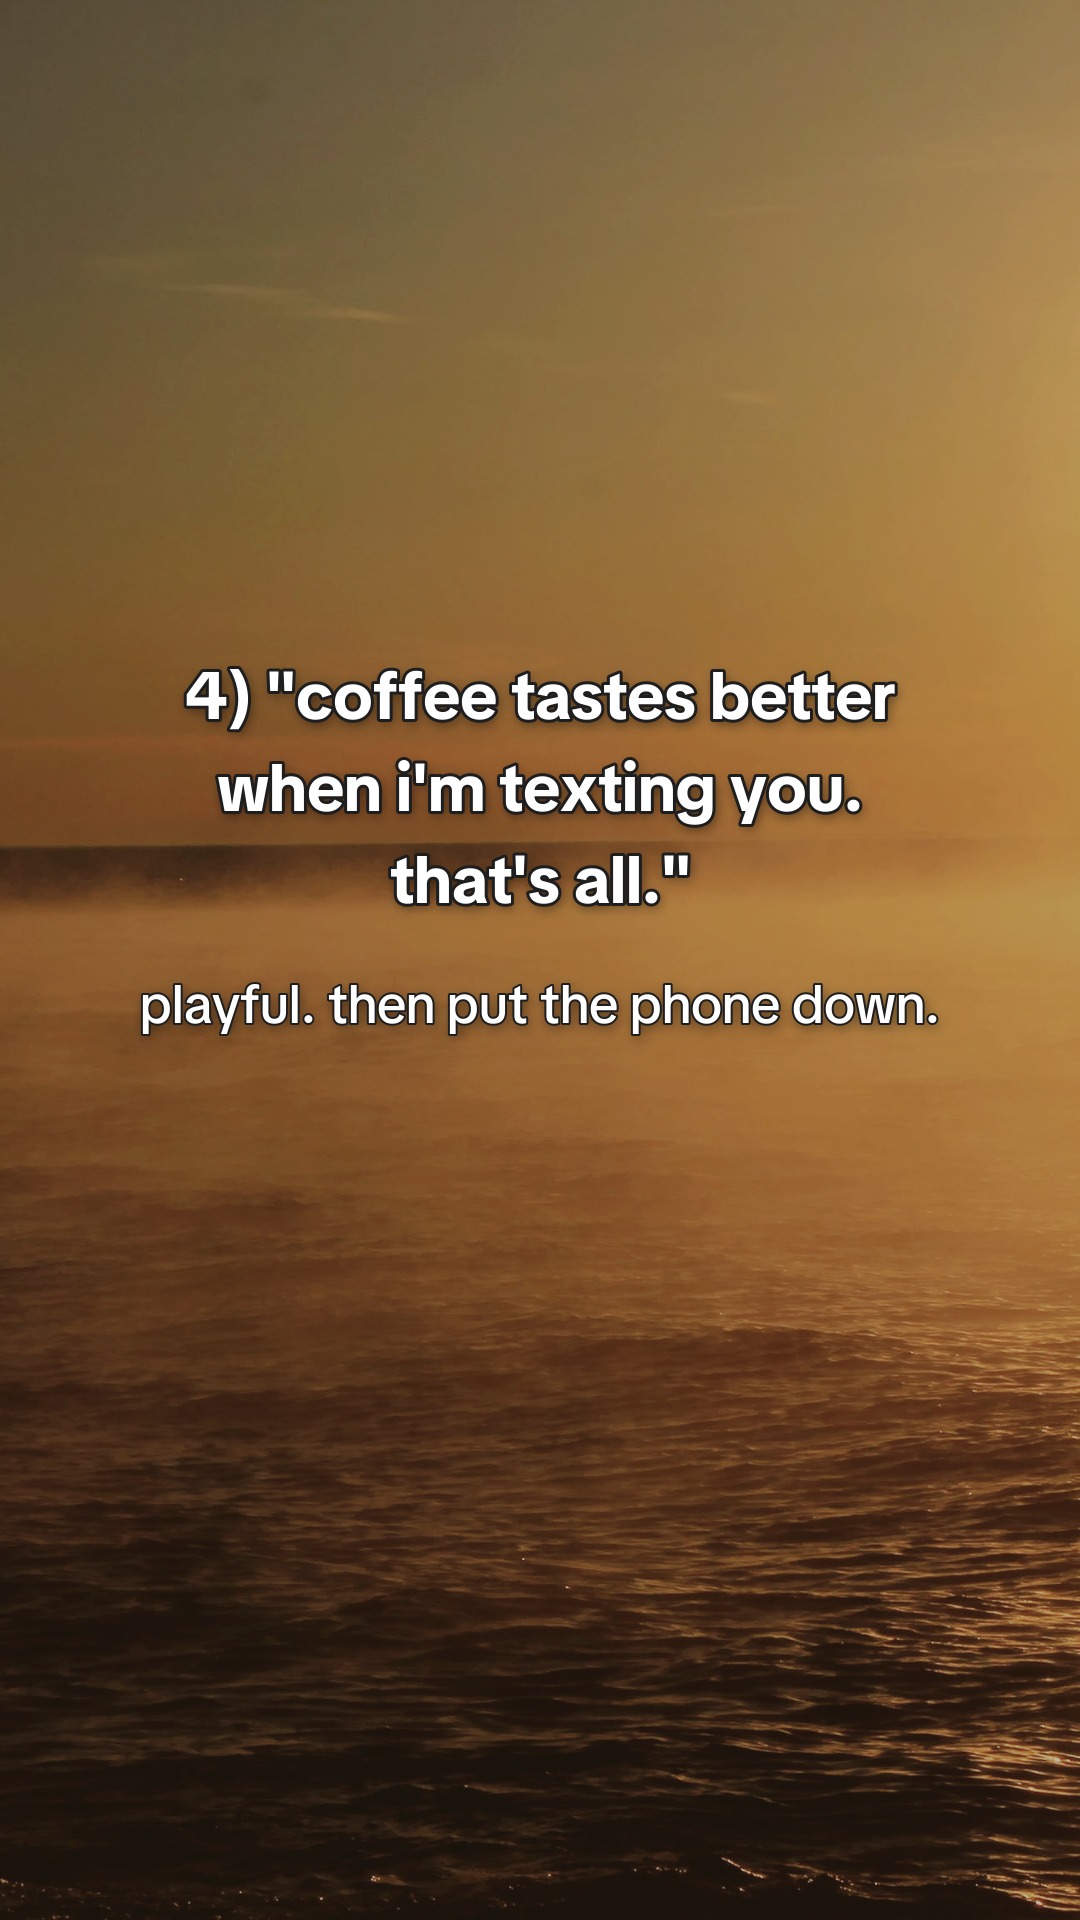 4) "coffee tastes better
when i'm texting you.
that's all."
playful. then put the phone down.